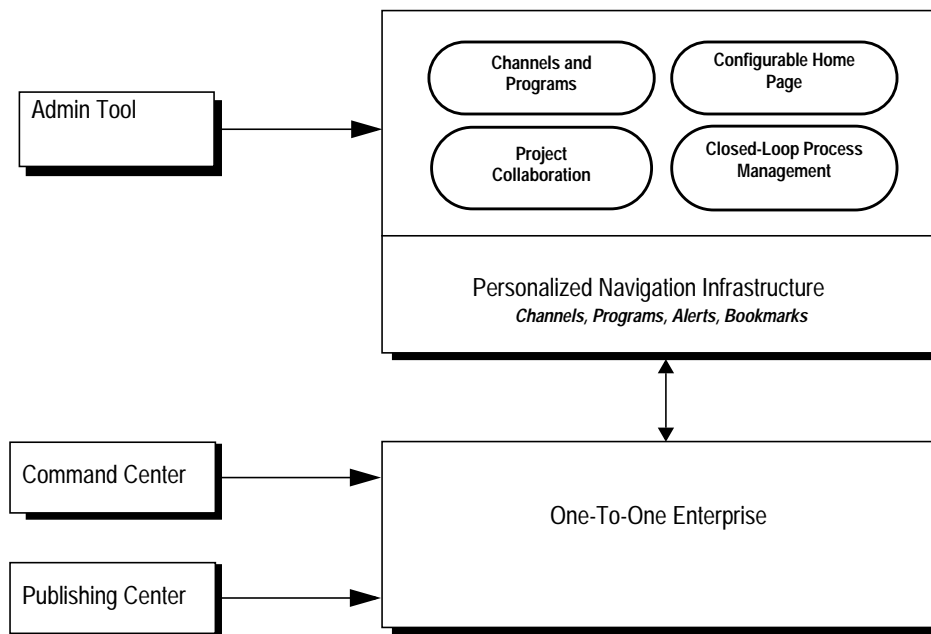 Channels and
Programs
Configurable Home
Page
Admin Tool
Project
Collaboration
Closed-Loop Process
Management
Personalized Navigation Infrastructure
Channels, Programs, Alerts, Bookmarks
Command Center
One-To-One Enterprise
Publishing Center